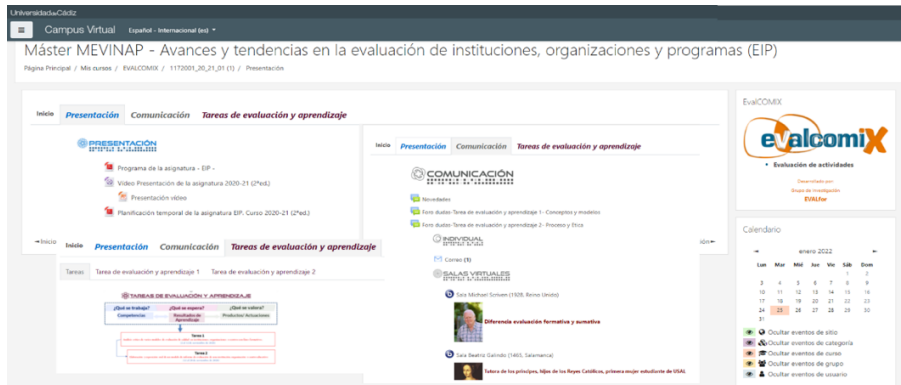 Universidad de Cádiz
Campus Virtual Español - Internacional (es)
Máster MEVINAP - Avances y tendencias en la evaluación de instituciones, organizaciones y programas (EIP)
Página Principal / Mis cursos / EVALCOMIX / 1172001_20_21_01 (1) / Presentación
Inicio Presentación Comunicación Tareas de evaluación y aprendizaje
PRESENTACIÓN
Programa de la asignatura - EIP -
Vídeo Presentación de la asignatura 2020-21 (2ªed.)
Presentación vídeo
Planificación temporal de la asignatura EIP. Curso 2020-21 (2ªed.)
Inicio
Inicio Presentación Comunicación Tareas de evaluación y aprendizaje
COMUNICACIÓN
Novedades
Foro dudas-Tarea de evaluación y aprendizaje 1- Conceptos y modelos
Foro dudas-Tarea de evaluación y aprendizaje 2 - Proceso y Ética
INDIVIDUAL
Correo (1)
SALAS VIRTUALES
Sala Michael Scriven (1928, Reino Unido)
Diferencia evaluación formativa y sumativa
Sala Beatriz Galindo (1465, Salamanca)
Tutora de los príncipes, hijos de los Reyes Católicos, primera mujer estudiante de USAL
Inicio Presentación Comunicación Tareas de evaluación y aprendizaje
Tareas Tarea de evaluación y aprendizaje 1 Tarea de evaluación y aprendizaje 2
TAREAS DE EVALUACIÓN Y APRENDIZAJE
¿Qué se trabaja? ¿Qué se espera? ¿Qué se valora?
Competencias Resultados de Aprendizaje Productos/ Actuaciones
Tarea 1
Tarea 2
EvalCOMIX
evalcomix
Evaluación de actividades
Desarrollado por
Grupo de Investigación
EVALfor
Calendario
enero 2022
Lun Mar Mié Jue Vie Sáb Dom
1 2
3 4 5 6 7 8 9
10 11 12 13 14 15 16
17 18 19 20 21 22 23
24 25 26 27 28 29 30
31
Ocultar eventos de sitio
Ocultar eventos de categoría
Ocultar eventos de curso
Ocultar eventos de grupo
Ocultar eventos de usuario